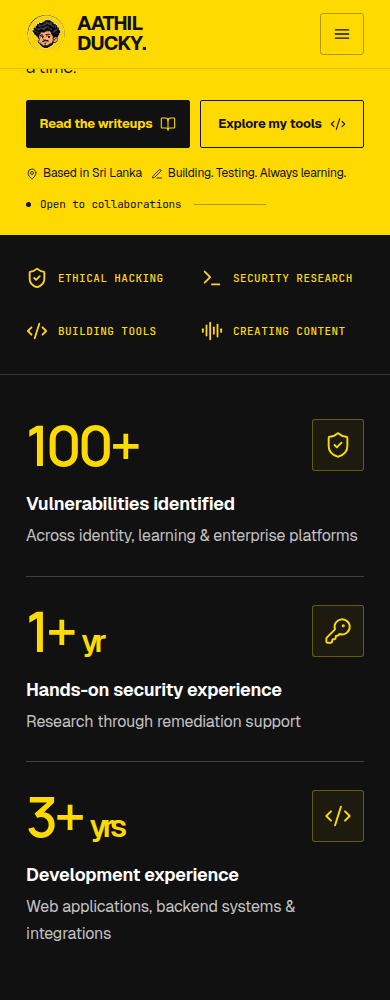 AATHIL
DUCKY.
a time.
Read the writeups
Explore my tools
Based in Sri Lanka
Building. Testing. Always learning.
Open to collaborations
ETHICAL HACKING
SECURITY RESEARCH
BUILDING TOOLS
CREATING CONTENT
100+
Vulnerabilities identified
Across identity, learning & enterprise platforms
1+ yr
Hands-on security experience
Research through remediation support
3+ yrs
Development experience
Web applications, backend systems &
integrations